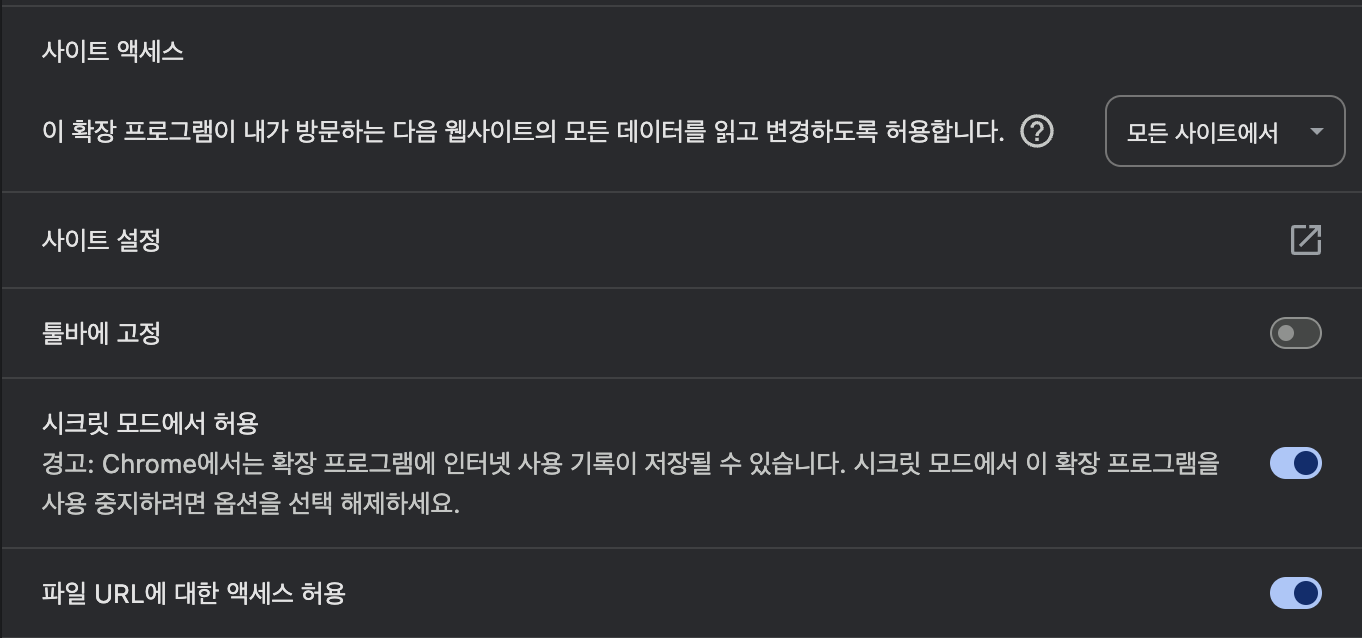 사이트 액세스
이 확장 프로그램이 내가 방문하는 다음 웹사이트의 모든 데이터를 읽고 변경하도록 허용합니다. ?
모든 사이트에서
사이트 설정
툴바에 고정
시크릿 모드에서 허용
경고: Chrome에서는 확장 프로그램에 인터넷 사용 기록이 저장될 수 있습니다. 시크릿 모드에서 이 확장 프로그램을
사용 중지하려면 옵션을 선택 해제하세요.
파일 URL에 대한 액세스 허용